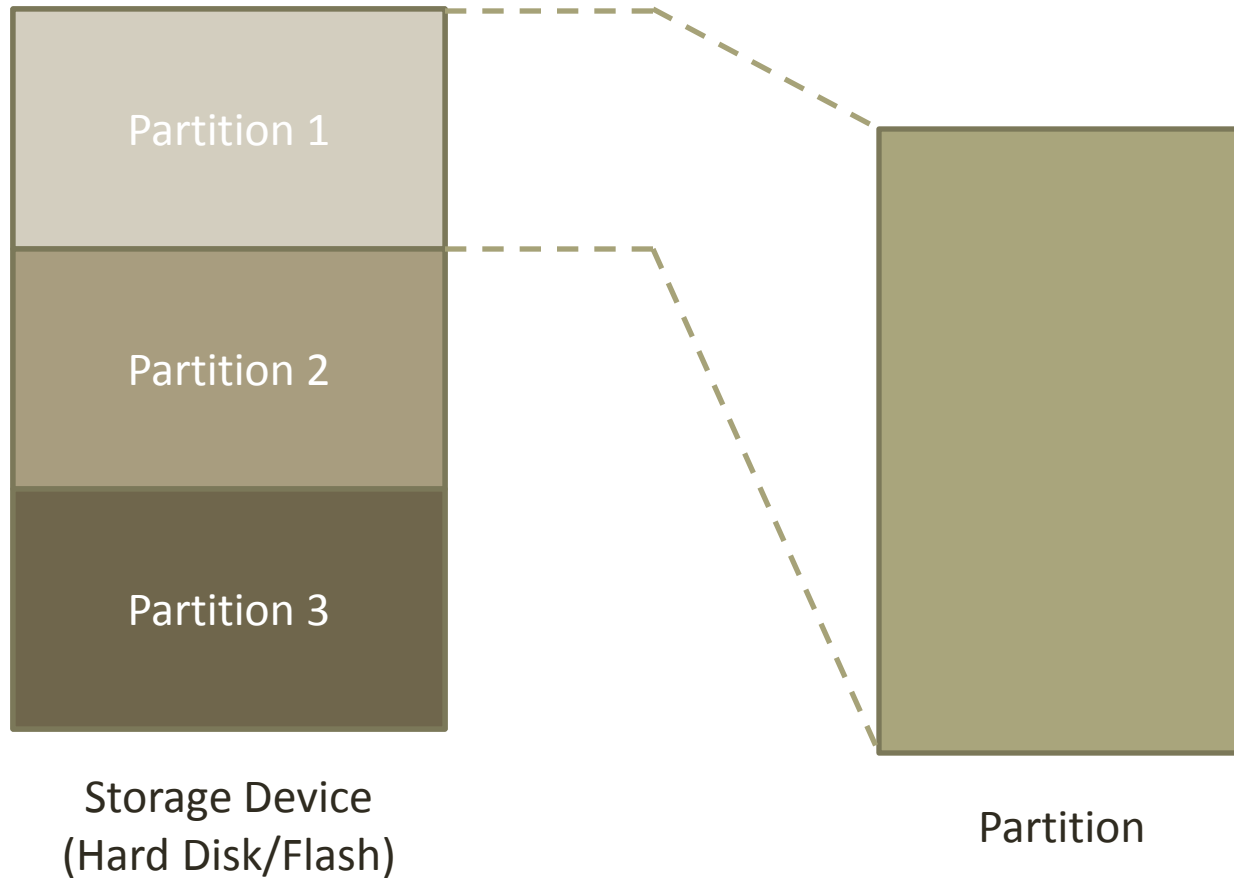 Partition 1
Partition 2
Partition 3
Storage Device
(Hard Disk/Flash)
Partition